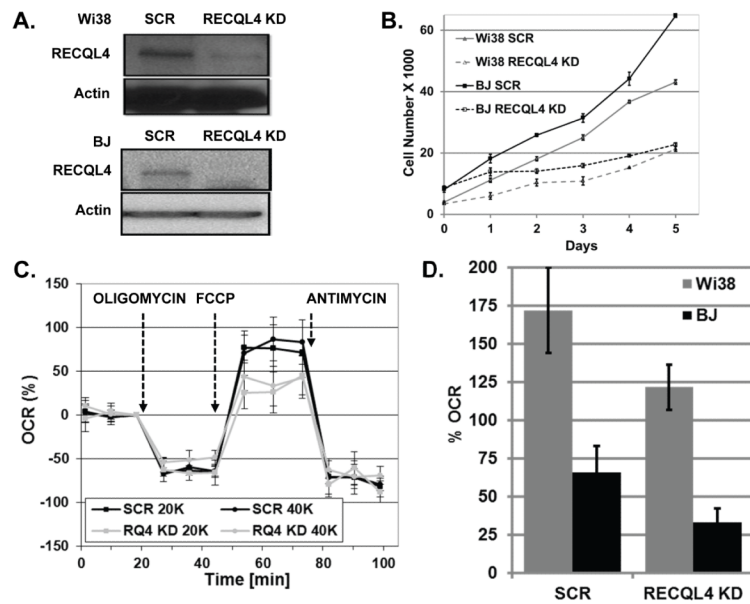 A.
Wi38 SCR RECQL4 KD
RECQL4
Actin
BJ SCR RECQL4 KD
RECQL4
Actin
B.
Cell Number X 1000
60
40
20
0
Wi38 SCR
Wi38 RECQL4 KD
BJ SCR
BJ RECQL4 KD
0 1 2 3 4 5
Days
C.
OCR (%)
150
100
50
0
-50
-100
-150
OLIGOMYCIN FCCP ANTIMYCIN
SCR 20K SCR 40K
RQ4 KD 20K RQ4 KD 40K
0 20 40 60 80 100
Time [min]
D.
% OCR
200
175
150
125
100
75
50
25
0
Wi38
BJ
SCR RECQL4 KD